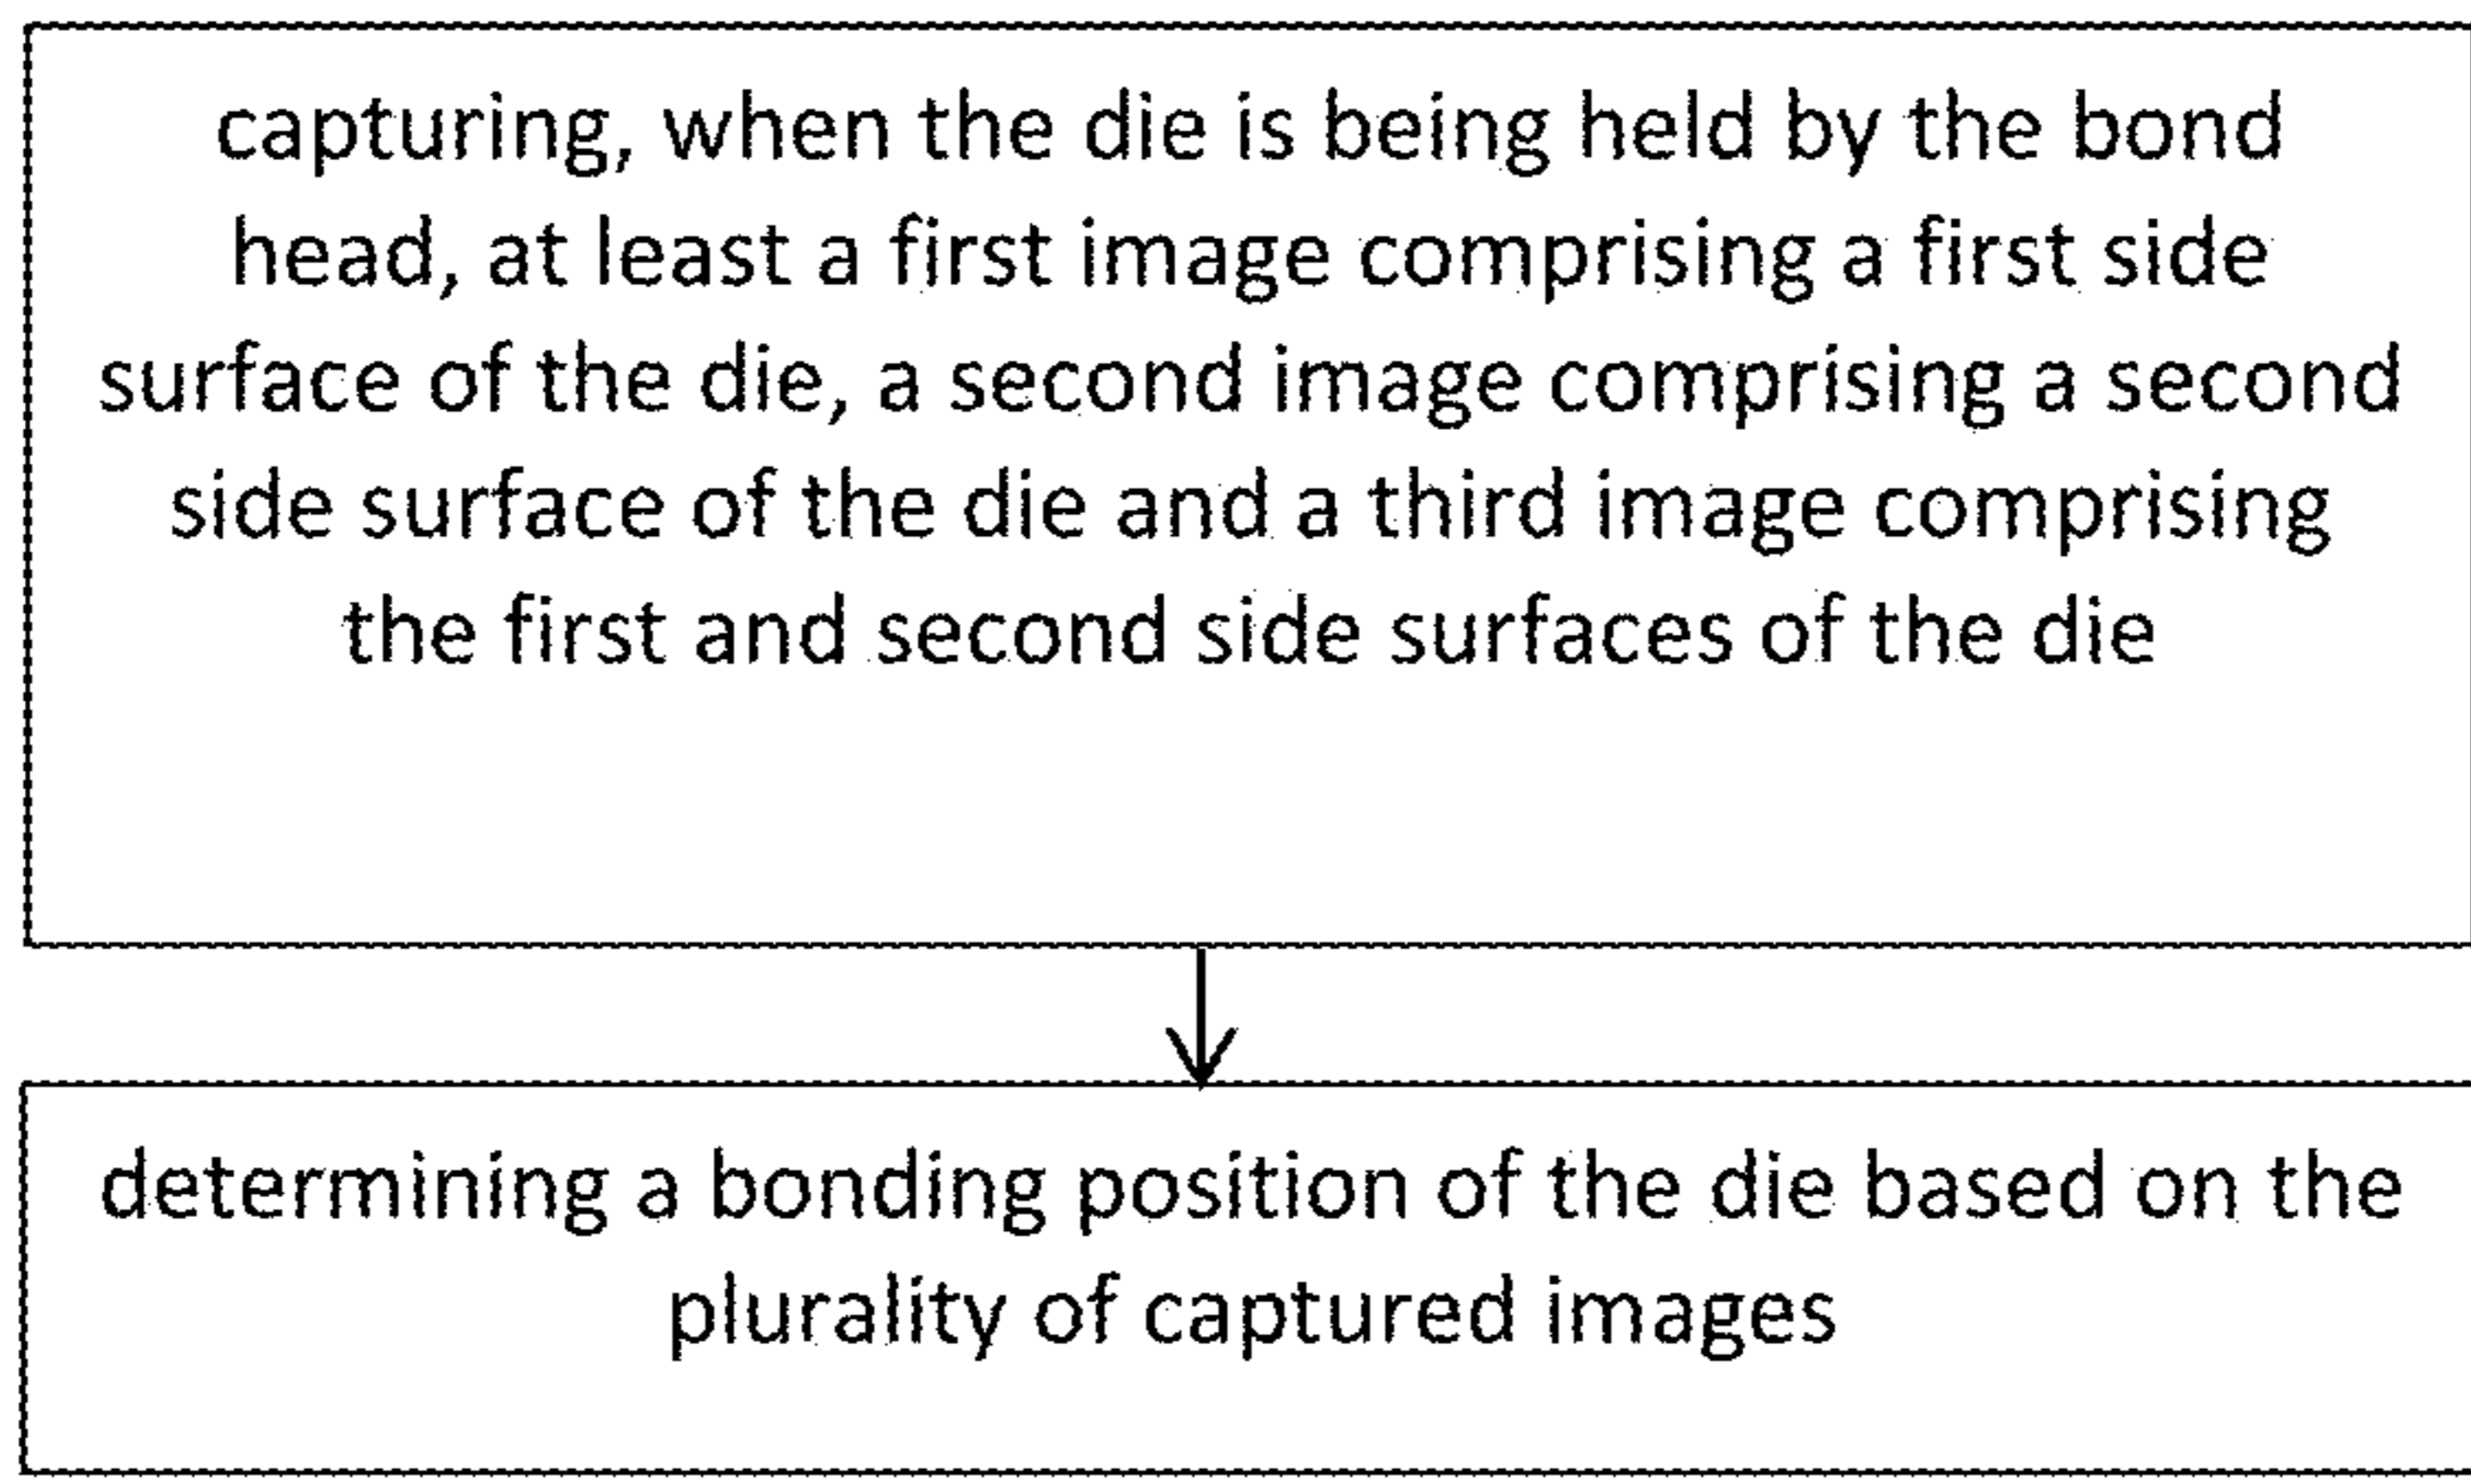 capturing, when the die is being held by the bond
head, at least a first image comprising a first side
surface of the die, a second image comprising a second
side surface of the die and a third image comprising
the first and second side surfaces of the die
determining a bonding position of the die based on the
plurality of captured images